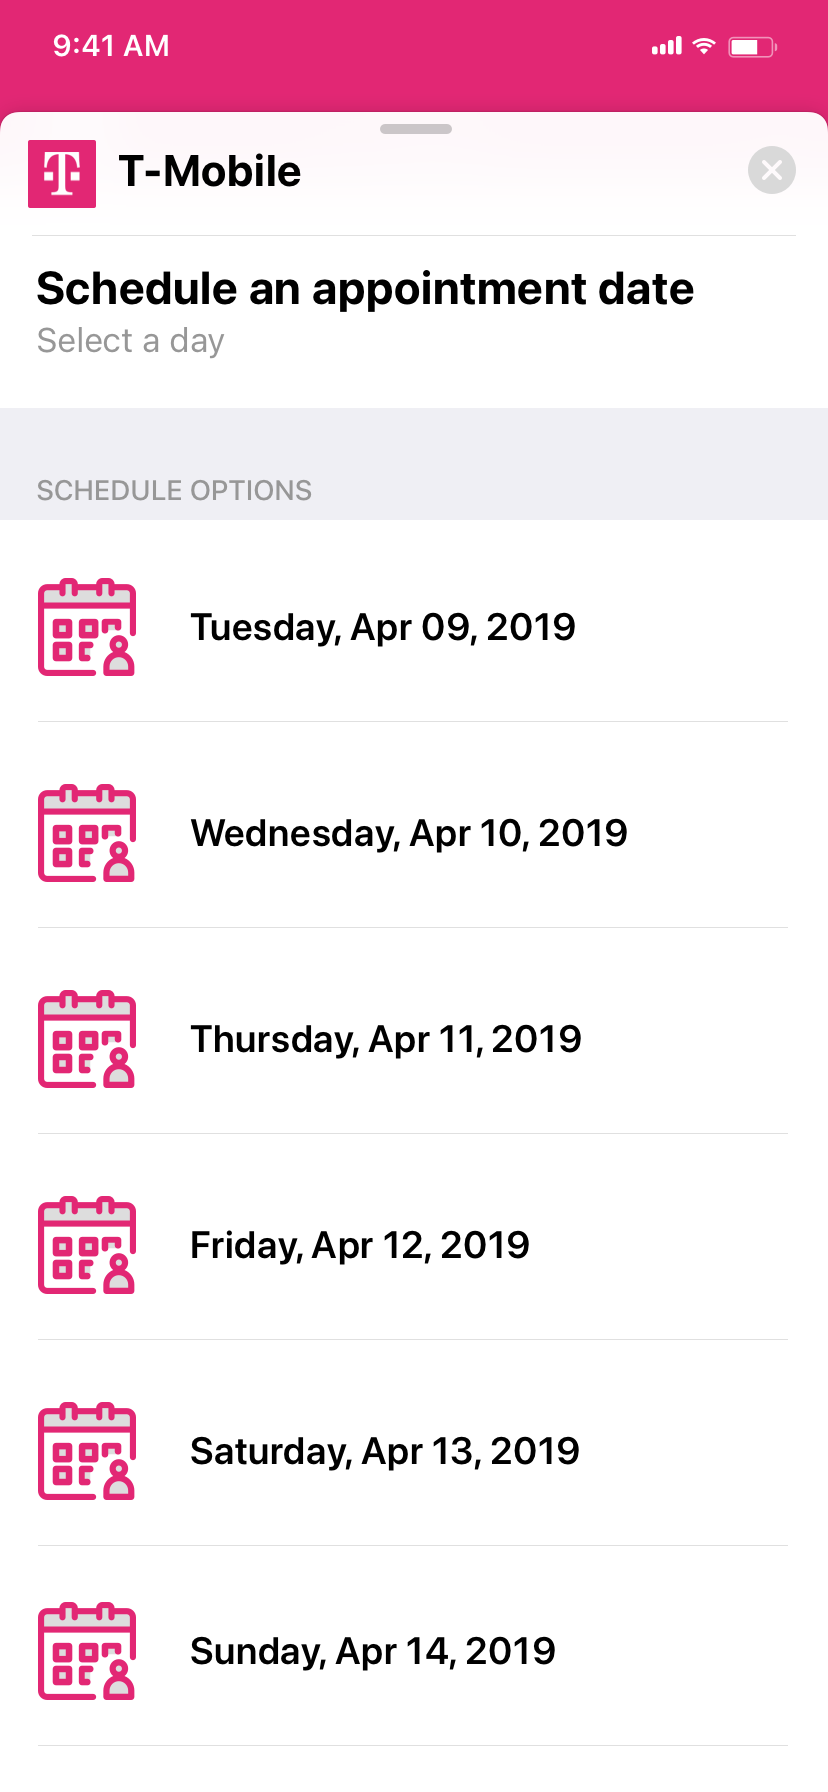 9:41 AM
T-Mobile
Schedule an appointment date
Select a day
SCHEDULE OPTIONS
Tuesday, Apr 09, 2019
Wednesday, Apr 10, 2019
Thursday, Apr 11, 2019
Friday, Apr 12, 2019
Saturday, Apr 13, 2019
Sunday, Apr 14, 2019